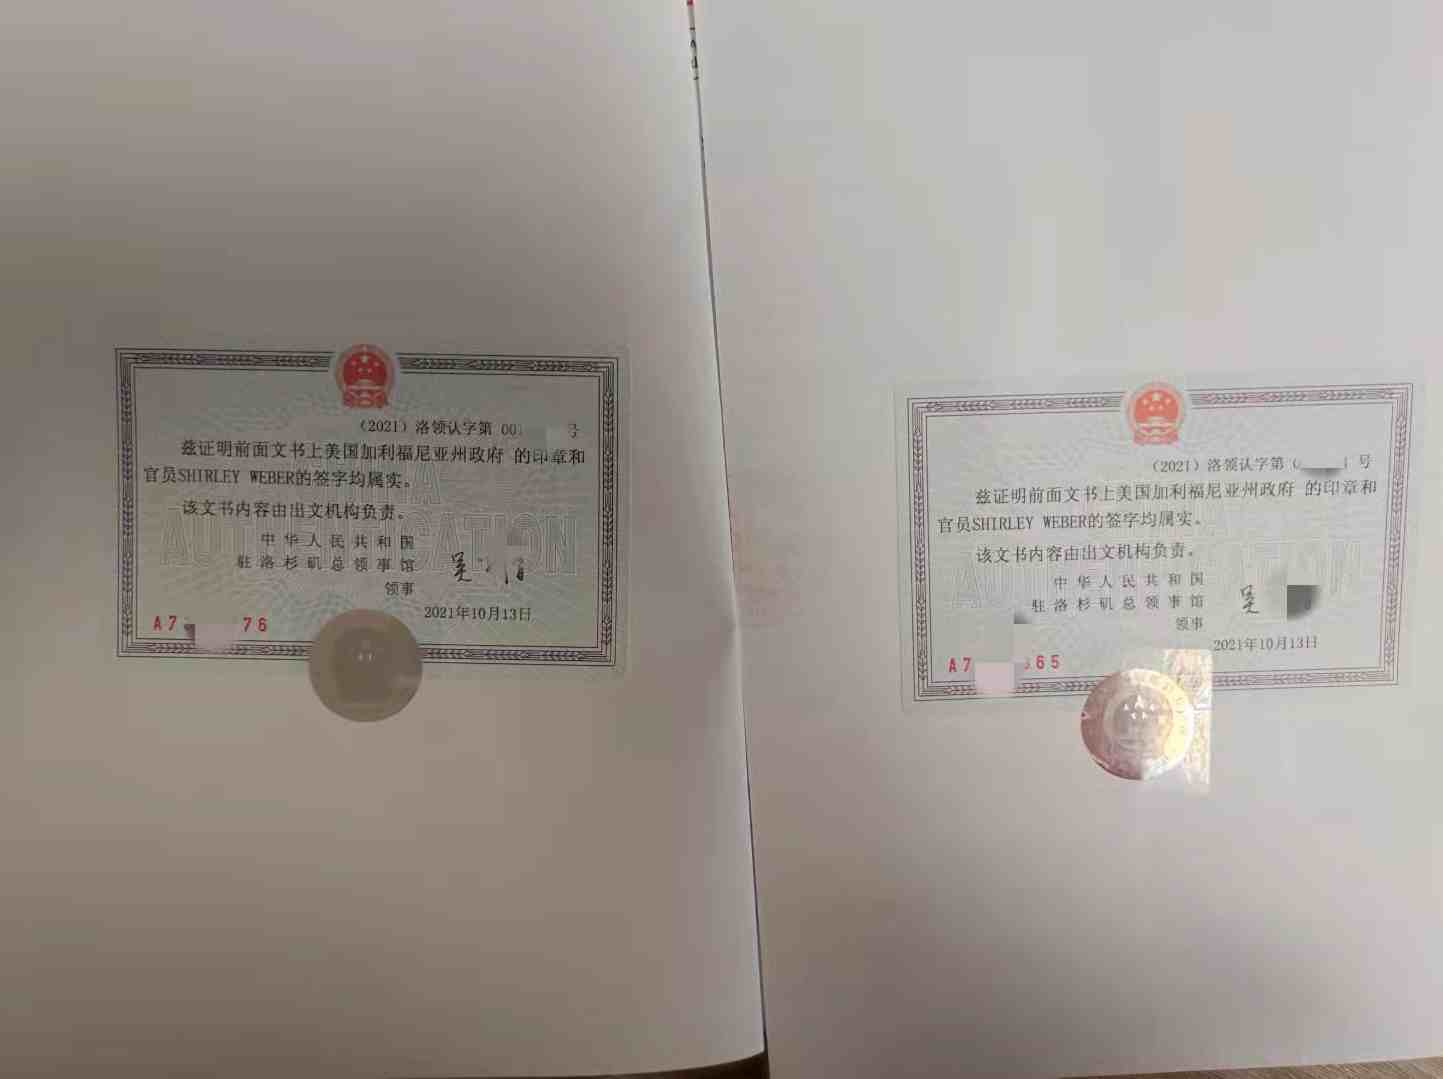 (2021) 洛领认字第 001 号
兹证明前面文书上美国加利福尼亚州政府 的印章和
官员SHIRLEY WEBER的签字均属实。
该文书内容由出文机构负责。
中华人民共和国
驻洛杉矶总领事馆
领事
2021年10月13日
A7 76
AUTHENTICATION
(2021) 洛领认字第 号
兹证明前面文书上美国加利福尼亚州政府 的印章和
官员SHIRLEY WEBER的签字均属实。
该文书内容由出文机构负责。
中华人民共和国
驻洛杉矶总领事馆
领事
2021年10月13日
A7 65